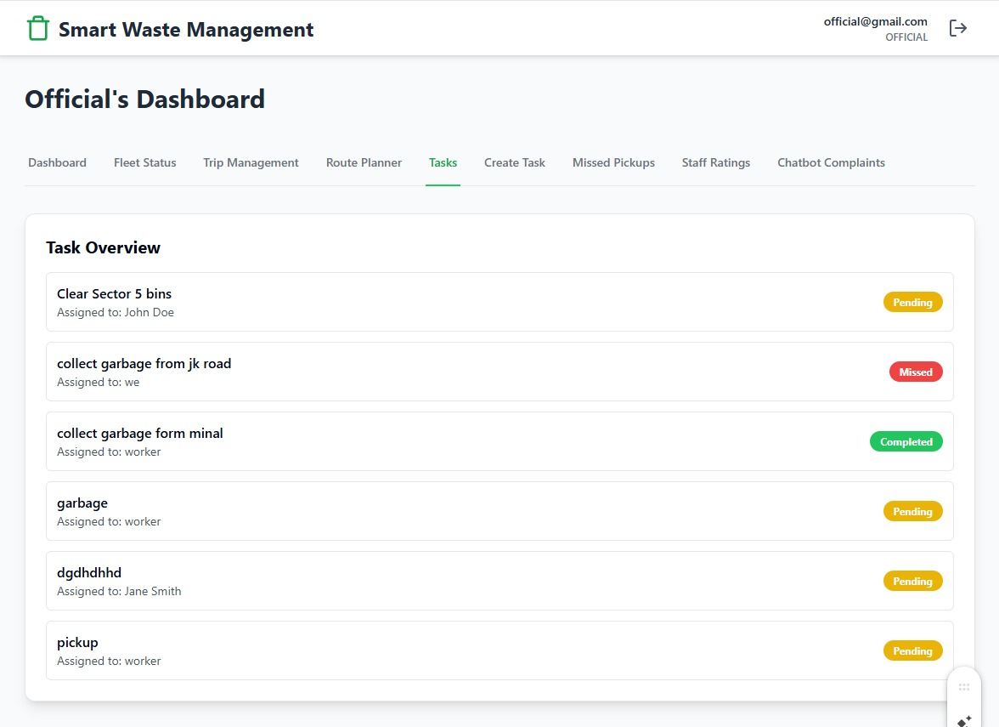 Smart Waste Management
official@gmail.com
OFFICIAL
Official's Dashboard
Dashboard Fleet Status Trip Management Route Planner Tasks Create Task Missed Pickups Staff Ratings Chatbot Complaints
Task Overview
Clear Sector 5 bins
Assigned to: John Doe
Pending
collect garbage from jk road
Assigned to: we
Missed
collect garbage form minal
Assigned to: worker
Completed
garbage
Assigned to: worker
Pending
dgdhdhhd
Assigned to: Jane Smith
Pending
pickup
Assigned to: worker
Pending